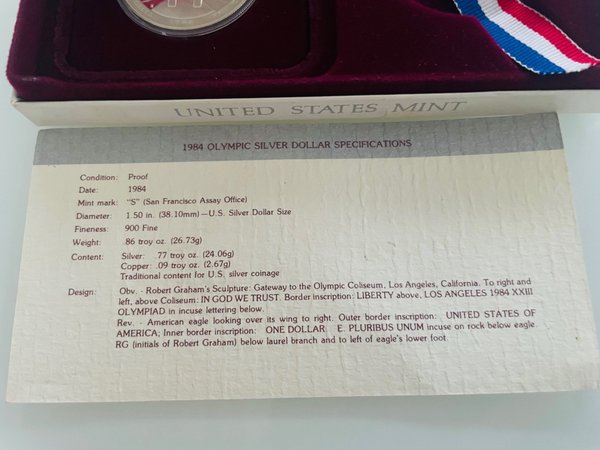 UNITED STATES MINT
1984 OLYMPIC SILVER DOLLAR SPECIFICATIONS
Condition: Proof
Date: 1984
Mint mark: "S" (San Francisco Assay Office)
Diameter: 1.50 in. (38.10mm)—U.S. Silver Dollar Size
Fineness: 900 Fine
Weight: .86 troy oz. (26.73g)
Content: Silver: .77 troy oz. (24.06g)
Copper: .09 troy oz. (2.67g)
Traditional content for U.S. silver coinage
Design: Obv. - Robert Graham's Sculpture: Gateway to the Olympic Coliseum, Los Angeles, California. To right and
left, above Coliseum: IN GOD WE TRUST. Border inscription: LIBERTY above, LOS ANGELES 1984 XXIII
OLYMPIAD in incuse lettering below.
Rev. - American eagle looking over its wing to right. Outer border inscription: UNITED STATES OF
AMERICA; Inner border inscription: ONE DOLLAR. E. PLURIBUS UNUM incuse on rock below eagle.
RG (initials of Robert Graham) below laurel branch and to left of eagle's lower foot.